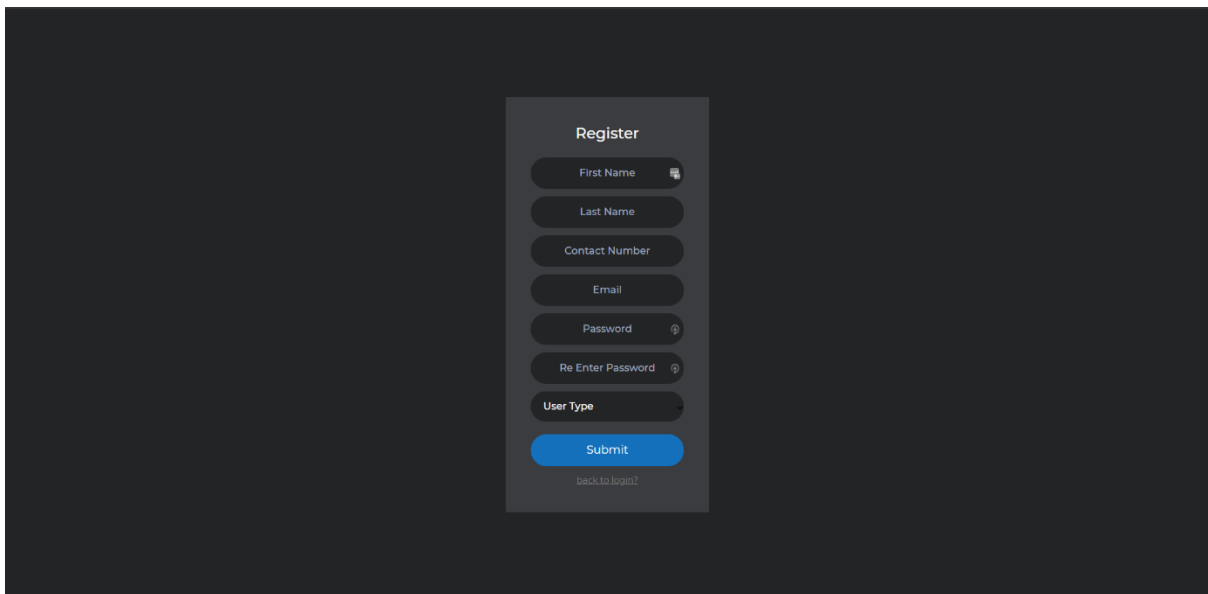 Register
First Name
Last Name
Contact Number
Email
Password
Re Enter Password
User Type
Submit
back to login?